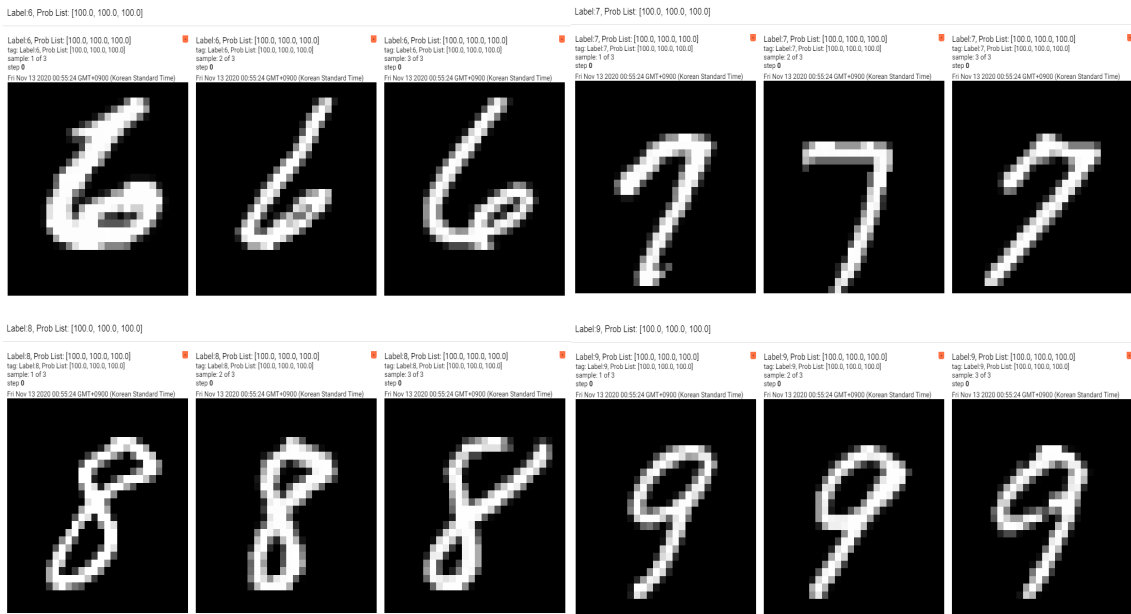 Label:6, Prob List: [100.0, 100.0, 100.0]
Label:6, Prob List: [100.0, 100.0, 100.0]
tag: Label:6, Prob List: [100.0, 100.0, 100.0]
sample: 1 of 3
step 0
Fri Nov 13 2020 00:55:24 GMT+0900 (Korean Standard Time)
6
Label:6, Prob List: [100.0, 100.0, 100.0]
tag: Label:6, Prob List: [100.0, 100.0, 100.0]
sample: 2 of 3
step 0
Fri Nov 13 2020 00:55:24 GMT+0900 (Korean Standard Time)
6
Label:6, Prob List: [100.0, 100.0, 100.0]
tag: Label:6, Prob List: [100.0, 100.0, 100.0]
sample: 3 of 3
step 0
Fri Nov 13 2020 00:55:24 GMT+0900 (Korean Standard Time)
6
Label:7, Prob List: [100.0, 100.0, 100.0]
Label:7, Prob List: [100.0, 100.0, 100.0]
tag: Label:7, Prob List: [100.0, 100.0, 100.0]
sample: 1 of 3
step 0
Fri Nov 13 2020 00:55:24 GMT+0900 (Korean Standard Time)
7
Label:7, Prob List: [100.0, 100.0, 100.0]
tag: Label:7, Prob List: [100.0, 100.0, 100.0]
sample: 2 of 3
step 0
Fri Nov 13 2020 00:55:24 GMT+0900 (Korean Standard Time)
7
Label:7, Prob List: [100.0, 100.0, 100.0]
tag: Label:7, Prob List: [100.0, 100.0, 100.0]
sample: 3 of 3
step 0
Fri Nov 13 2020 00:55:24 GMT+0900 (Korean Standard Time)
7
Label:8, Prob List: [100.0, 100.0, 100.0]
Label:8, Prob List: [100.0, 100.0, 100.0]
tag: Label:8, Prob List: [100.0, 100.0, 100.0]
sample: 1 of 3
step 0
Fri Nov 13 2020 00:55:24 GMT+0900 (Korean Standard Time)
8
Label:8, Prob List: [100.0, 100.0, 100.0]
tag: Label:8, Prob List: [100.0, 100.0, 100.0]
sample: 2 of 3
step 0
Fri Nov 13 2020 00:55:24 GMT+0900 (Korean Standard Time)
8
Label:8, Prob List: [100.0, 100.0, 100.0]
tag: Label:8, Prob List: [100.0, 100.0, 100.0]
sample: 3 of 3
step 0
Fri Nov 13 2020 00:55:24 GMT+0900 (Korean Standard Time)
8
Label:9, Prob List: [100.0, 100.0, 100.0]
Label:9, Prob List: [100.0, 100.0, 100.0]
tag: Label:9, Prob List: [100.0, 100.0, 100.0]
sample: 1 of 3
step 0
Fri Nov 13 2020 00:55:24 GMT+0900 (Korean Standard Time)
9
Label:9, Prob List: [100.0, 100.0, 100.0]
tag: Label:9, Prob List: [100.0, 100.0, 100.0]
sample: 2 of 3
step 0
Fri Nov 13 2020 00:55:24 GMT+0900 (Korean Standard Time)
9
Label:9, Prob List: [100.0, 100.0, 100.0]
tag: Label:9, Prob List: [100.0, 100.0, 100.0]
sample: 3 of 3
step 0
Fri Nov 13 2020 00:55:24 GMT+0900 (Korean Standard Time)
9